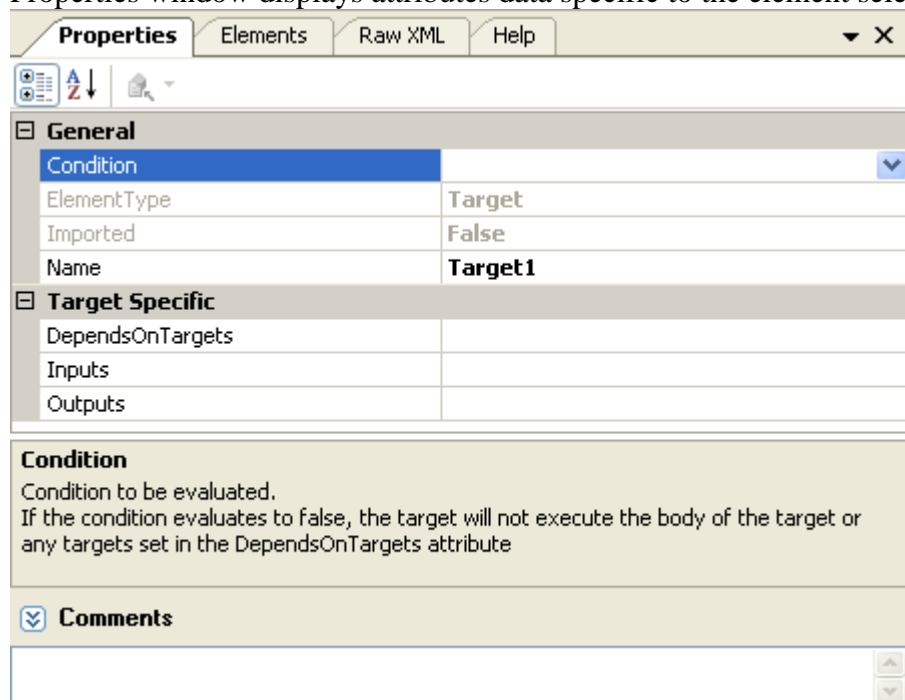 Properties window displays attributes data specific to the element sele
Properties Elements Raw XML Help
General
Condition
ElementType Target
Imported False
Name Target1
Target Specific
DependsOnTargets
Inputs
Outputs
Condition
Condition to be evaluated.
If the condition evaluates to false, the target will not execute the body of the target or
any targets set in the DependsOnTargets attribute
Comments